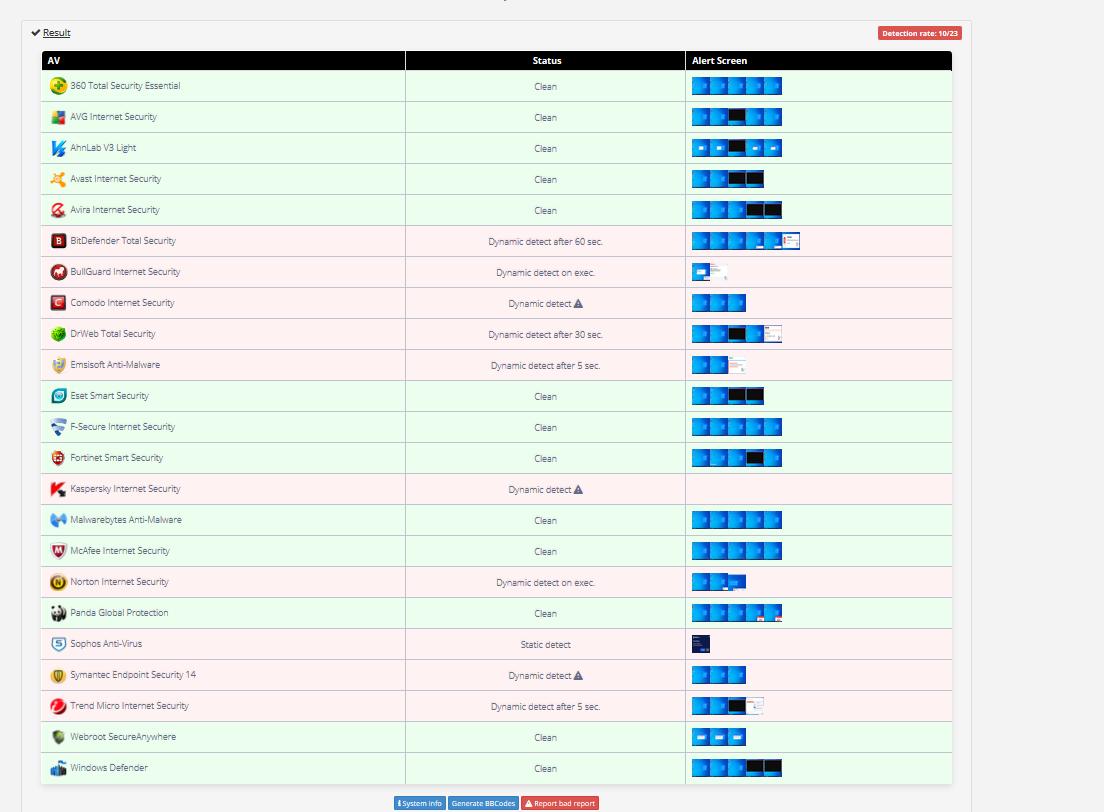 Result
Detection rate: 10/23
AV Status Alert Screen
360 Total Security Essential Clean
AVG Internet Security Clean
AhnLab V3 Light Clean
Avast Internet Security Clean
Avira Internet Security Clean
BitDefender Total Security Dynamic detect after 60 sec.
BullGuard Internet Security Dynamic detect on exec.
Comodo Internet Security Dynamic detect
DrWeb Total Security Dynamic detect after 30 sec.
Emsisoft Anti-Malware Dynamic detect after 5 sec.
Eset Smart Security Clean
F-Secure Internet Security Clean
Fortinet Smart Security Clean
Kaspersky Internet Security Dynamic detect
Malwarebytes Anti-Malware Clean
McAfee Internet Security Clean
Norton Internet Security Dynamic detect on exec.
Panda Global Protection Clean
Sophos Anti-Virus Static detect
Symantec Endpoint Security 14 Dynamic detect
Trend Micro Internet Security Dynamic detect after 5 sec.
Webroot SecureAnywhere Clean
Windows Defender Clean
System info Generate BBCodes Report bad report